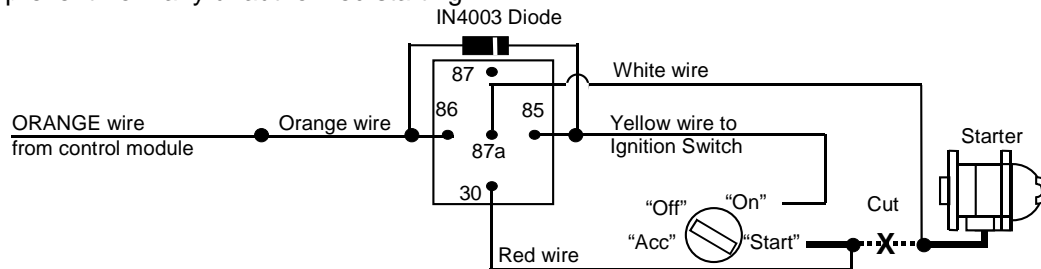 IN4003 Diode
87
White wire
86
85
ORANGE wire
from control module
Orange wire
87a
Yellow wire to
Ignition Switch
Starter
30
“Off”
“On”
Cut
“Acc”
“Start”
X
Red wire